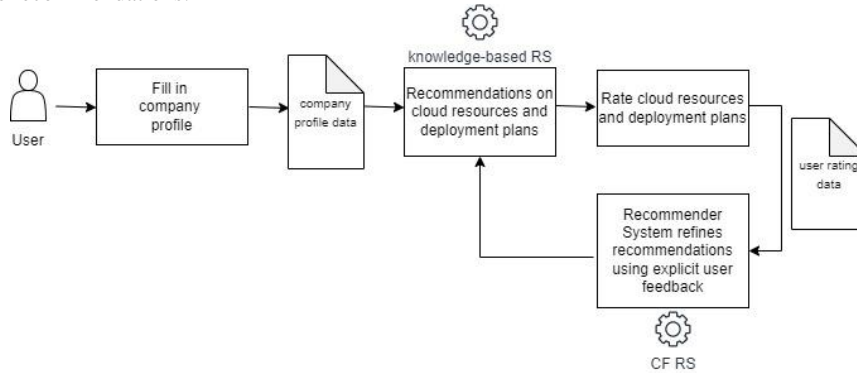 knowledge-based RS
User
Fill in
company
profile
company
profile data
Recommendations on
cloud resources and
deployment plans
Rate cloud resources
and deployment plans
user rating
data
Recommender
System refines
recommendations
using explicit user
feedback
CF RS